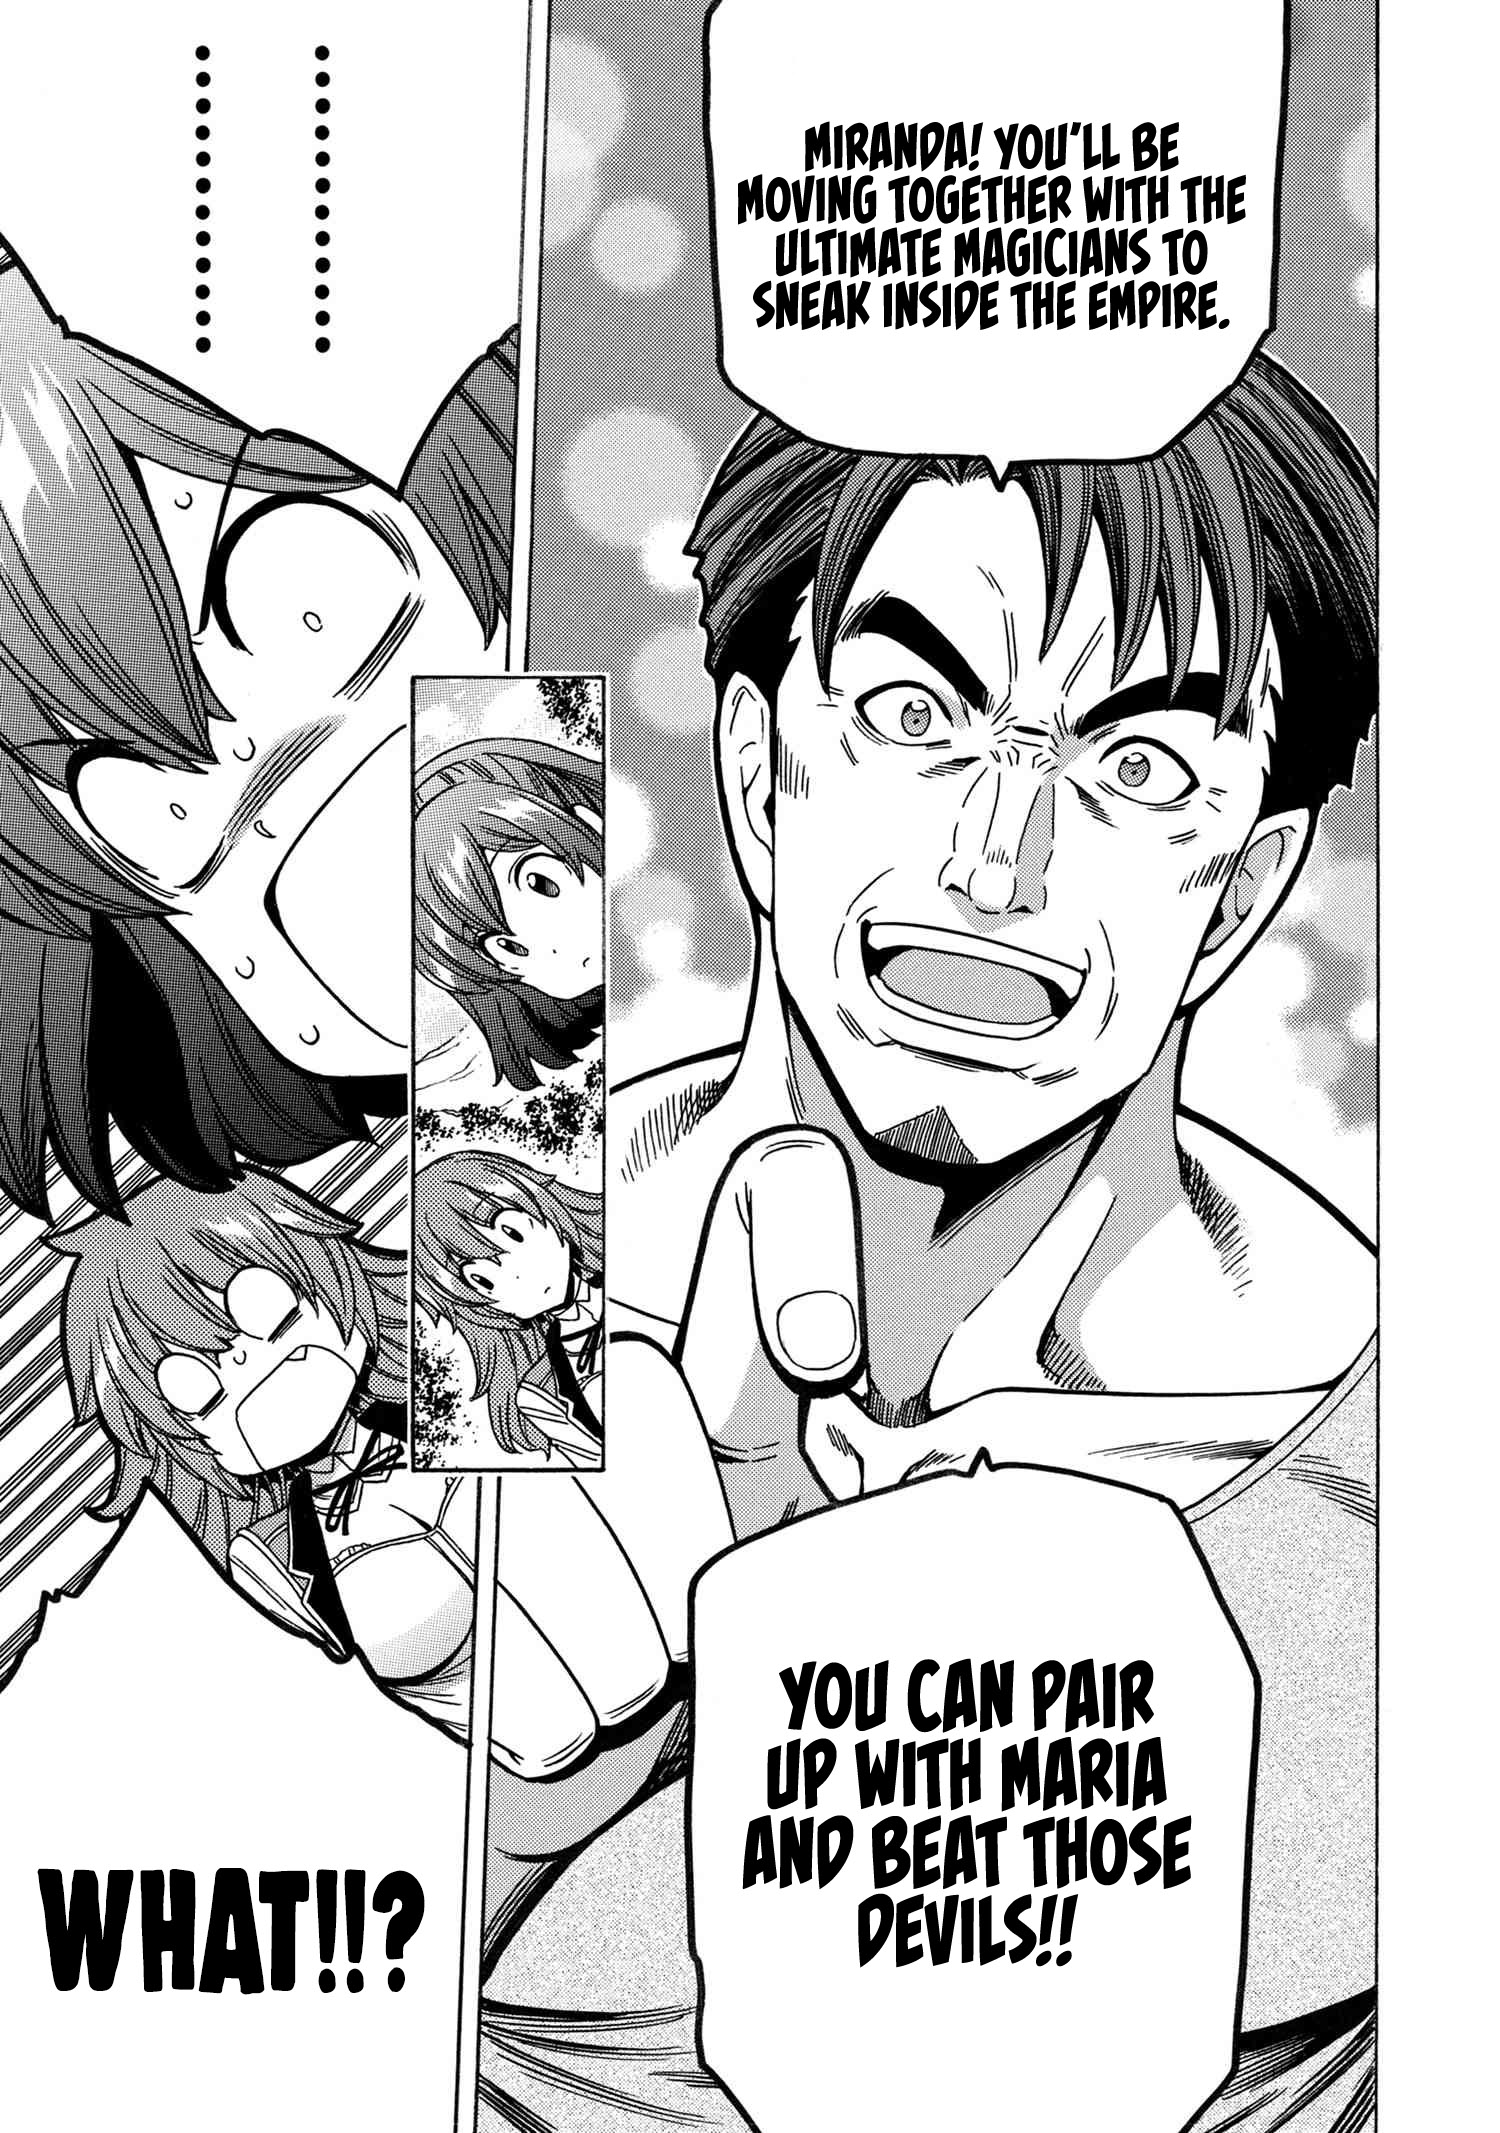 MIRANDA! YOU'LL BE
MOVING TOGETHER WITH THE
ULTIMATE MAGICIANS TO
SNEAK INSIDE THE EMPIRE.
YOU CAN PAIR
UP WITH MARIA
AND BEAT THOSE
DEVILS!!
WHAT!!!?